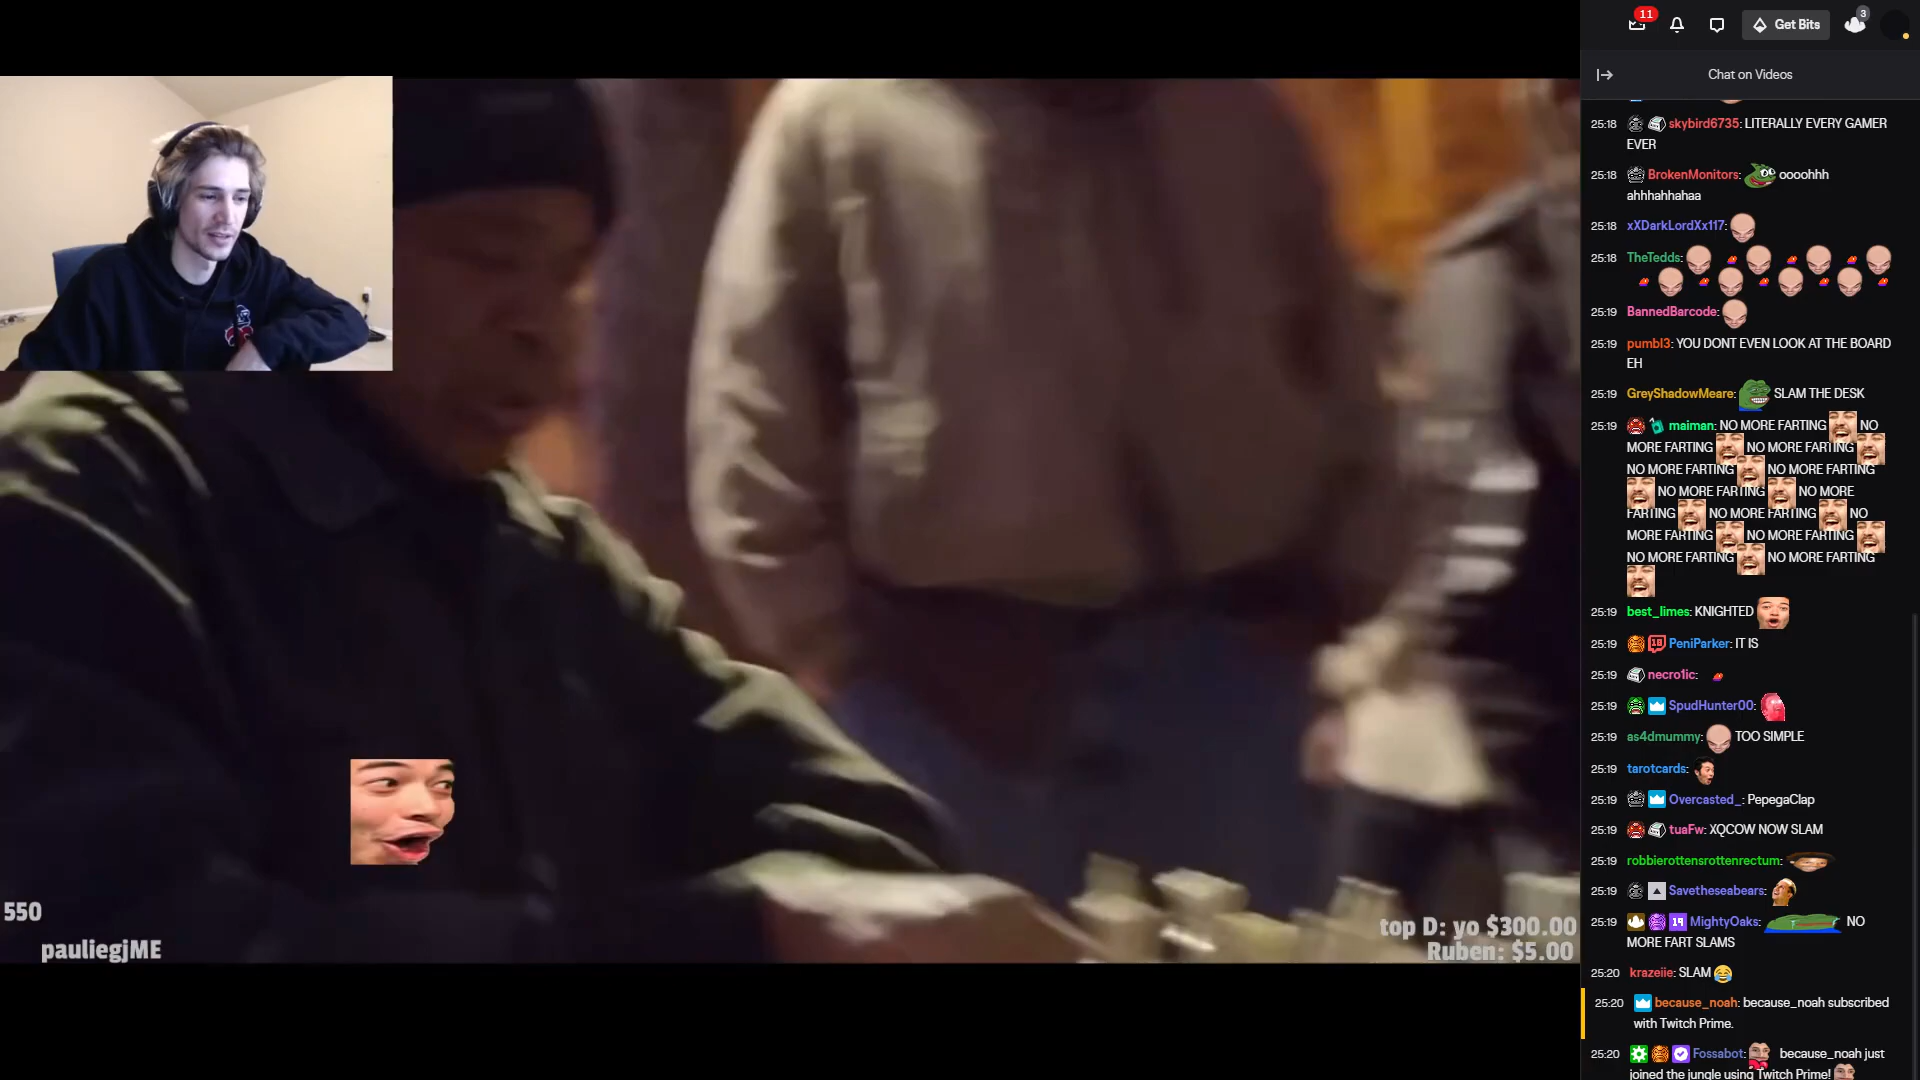 11
3
Get Bits
Chat on Videos
25:18 skybird6735: LITERALLY EVERY GAMER
EVER
25:18 BrokenMonitors: oooohhh
ahhhahhahaa
25:18 xXDarkLordXx117:
25:18 TheTedds:
25:19 BannedBarcode:
25:19 pumbl3: YOU DONT EVEN LOOK AT THE BOARD
EH
25:19 GreyShadowMeare: SLAM THE DESK
25:19 maiman: NO MORE FARTING NO
MORE FARTING NO MORE FARTING
NO MORE FARTING NO MORE FARTING
NO MORE FARTING NO MORE
FARTING NO MORE FARTING NO
MORE FARTING NO MORE FARTING
NO MORE FARTING NO MORE FARTING
25:19 best_limes: KNIGHTED
25:19 18 PeniParker: IT IS
25:19 necro1ic:
25:19 SpudHunter00:
25:19 as4dmummy: TOO SIMPLE
25:19 tarotcards:
25:19 Overcasted_: PepegaClap
25:19 tuaFw: XQCOW NOW SLAM
25:19 robbierottensrottenrectum:
25:19 Savetheseabears:
25:19 19 MightyOaks: NO
MORE FART SLAMS
25:20 krazeiie: SLAM
25:20 because_noah: because_noah subscribed
with Twitch Prime.
25:20 Fossabot: because_noah just
joined the jungle using Twitch Prime!
550
pauliegjME
top D: yo $300.00
Ruben: $5.00